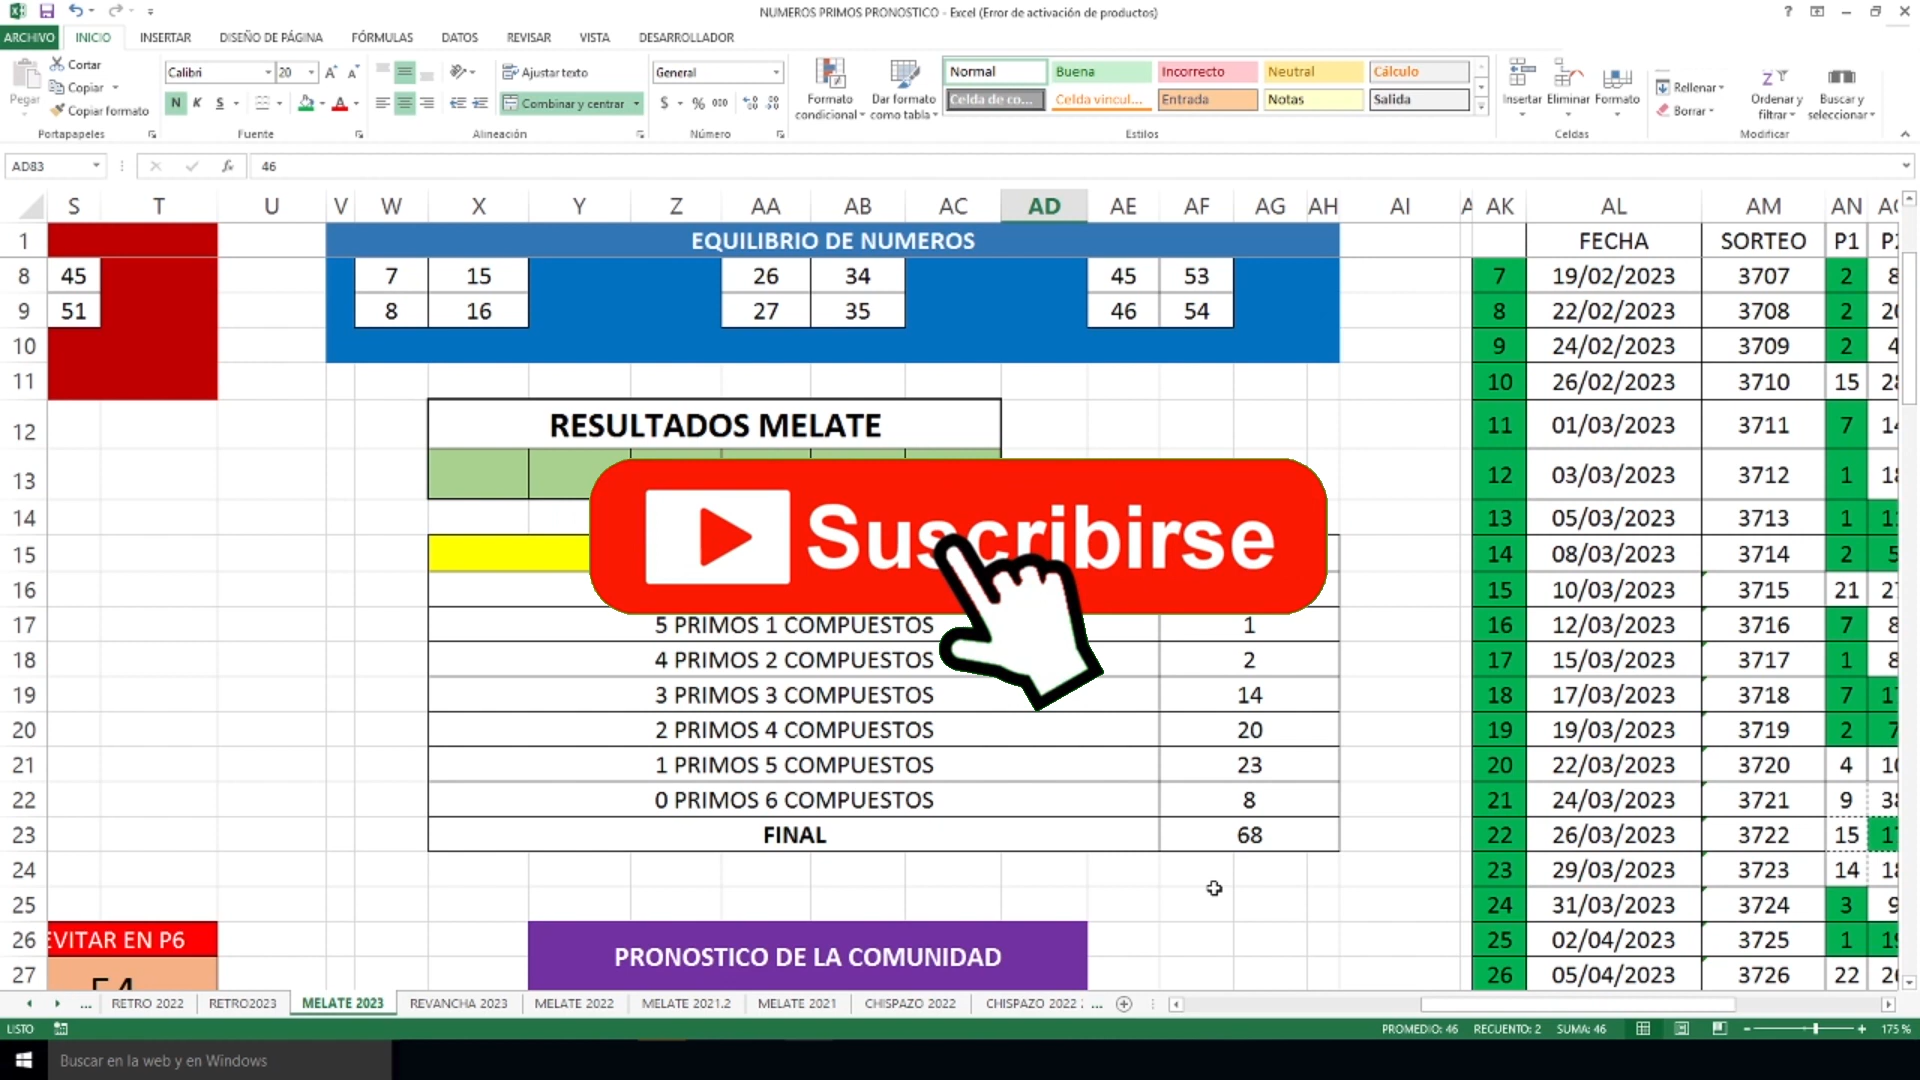 NUMEROS PRIMOS PRONOSTICO - Excel (Error de activación de productos)
ARCHIVO INICIO INSERTAR DISEÑO DE PÁGINA FÓRMULAS DATOS REVISAR VISTA DESARROLLADOR
Pegar
Cortar
Copiar
Copiar formato
Portapapeles
Calibri 20
N K S
Fuente
Ajustar texto
Combinar y centrar
Alineación
General
$ % 000
Número
Formato condicional
Dar formato como tabla
Normal Buena Incorrecto Neutral Cálculo
Celda de co... Celda vincul... Entrada Notas Salida
Estilos
Insertar Eliminar Formato
Celdas
Rellenar
Borrar
Ordenar y filtrar
Buscar y seleccionar
Modificar
AD83 fx 46
S T U V W X Y Z AA AB AC AD AE AF AG AH AI A AK AL AM AN
1 EQUILIBRIO DE NUMEROS FECHA SORTEO P1
8 45 7 15 26 34 45 53 7 19/02/2023 3707 2 8
9 51 8 16 27 35 46 54 8 22/02/2023 3708 2
10 9 24/02/2023 3709 2 4
11 10 26/02/2023 3710 15
12 RESULTADOS MELATE 11 01/03/2023 3711 7
13 12 03/03/2023 3712 1
14 13 05/03/2023 3713 1
15 14 08/03/2023 3714 2 5
16 15 10/03/2023 3715 21
17 5 PRIMOS 1 COMPUESTOS 1 16 12/03/2023 3716 7 8
18 4 PRIMOS 2 COMPUESTOS 2 17 15/03/2023 3717 1 8
19 3 PRIMOS 3 COMPUESTOS 14 18 17/03/2023 3718 7
20 2 PRIMOS 4 COMPUESTOS 20 19 19/03/2023 3719 2 7
21 1 PRIMOS 5 COMPUESTOS 23 20 22/03/2023 3720 4
22 0 PRIMOS 6 COMPUESTOS 8 21 24/03/2023 3721 9
23 FINAL 68 22 26/03/2023 3722 15
24 23 29/03/2023 3723 14
25 24 31/03/2023 3724 3 9
26 EVITAR EN P6 25 02/04/2023 3725 1
27 PRONOSTICO DE LA COMUNIDAD 26 05/04/2023 3726 22
Suscribirse
... RETRO 2022 RETRO2023 MELATE 2023 REVANCHA 2023 MELATE 2022 MELATE 2021.2 MELATE 2021 CHISPAZO 2022 CHISPAZO 2022 ...
LISTO PROMEDIO: 46 RECUENTO: 2 SUMA: 46 175 %
Buscar en la web y en Windows